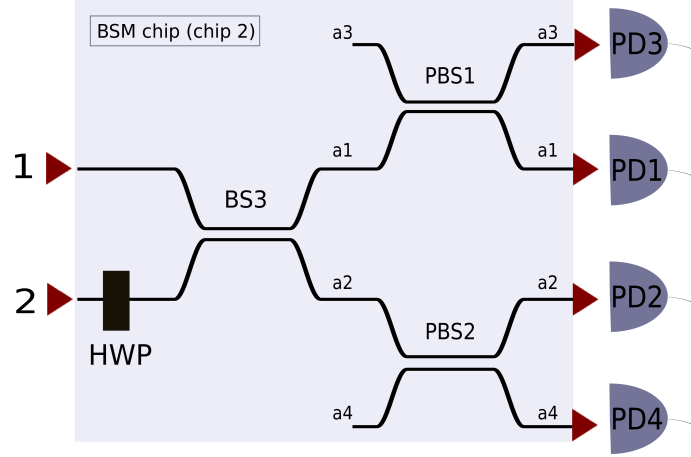 BSM chip (chip 2)
a3
a3
PD3
PBS1
a1
a1
PD1
1
BS3
2
HWP
a2
a2
PD2
PBS2
a4
a4
PD4